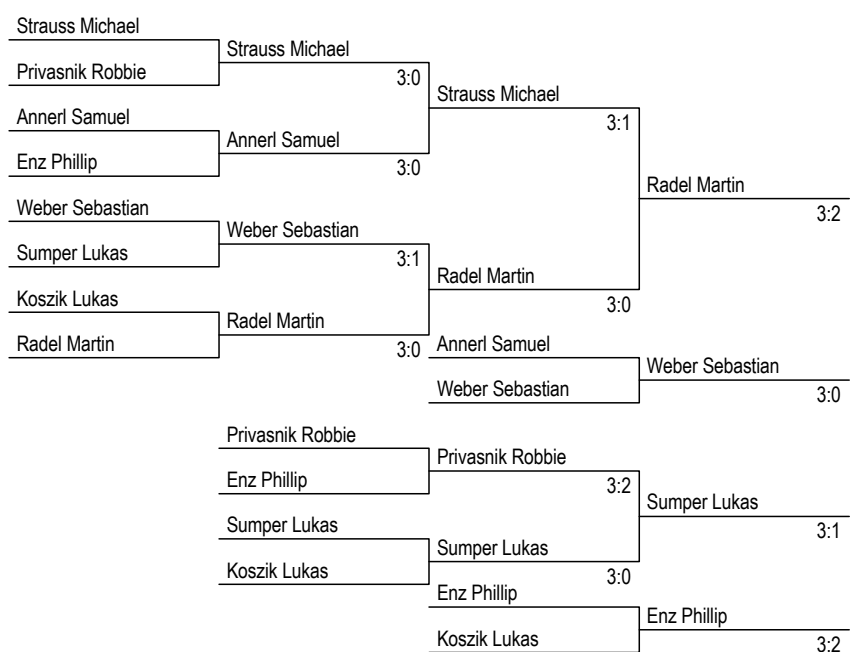 Strauss Michael
Strauss Michael
Privasnik Robbie
3:0
Strauss Michael
Annerl Samuel
3:1
Annerl Samuel
Enz Phillip
3:0
Radel Martin
Weber Sebastian
3:2
Weber Sebastian
Sumper Lukas
3:1
Radel Martin
Koszik Lukas
3:0
Radel Martin
Radel Martin
3:0
Annerl Samuel
Weber Sebastian
Weber Sebastian
3:0
Privasnik Robbie
Privasnik Robbie
Enz Phillip
3:2
Sumper Lukas
Sumper Lukas
3:1
Sumper Lukas
Koszik Lukas
3:0
Enz Phillip
Enz Phillip
Koszik Lukas
3:2